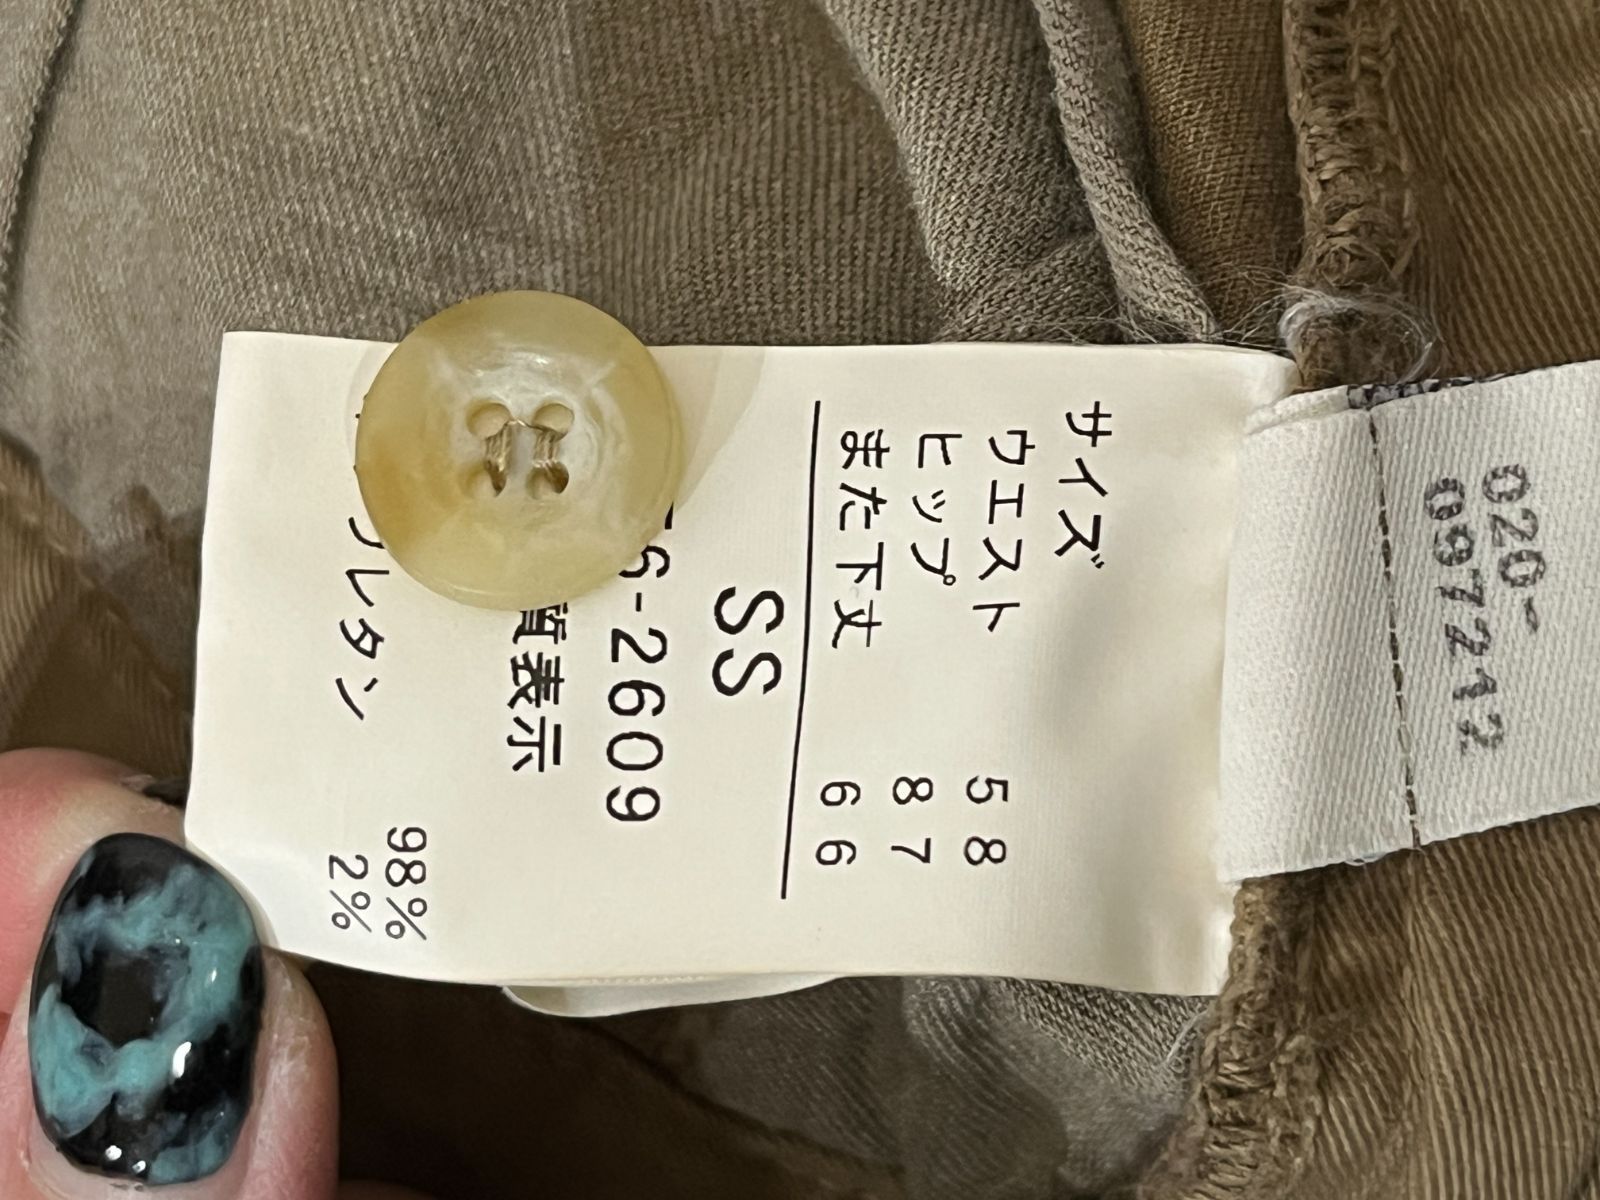 サイズ
ウエスト 58
ヒップ 87
また下丈 66
SS
6-2609
質表示
98%
レタン 2%
020-
097212